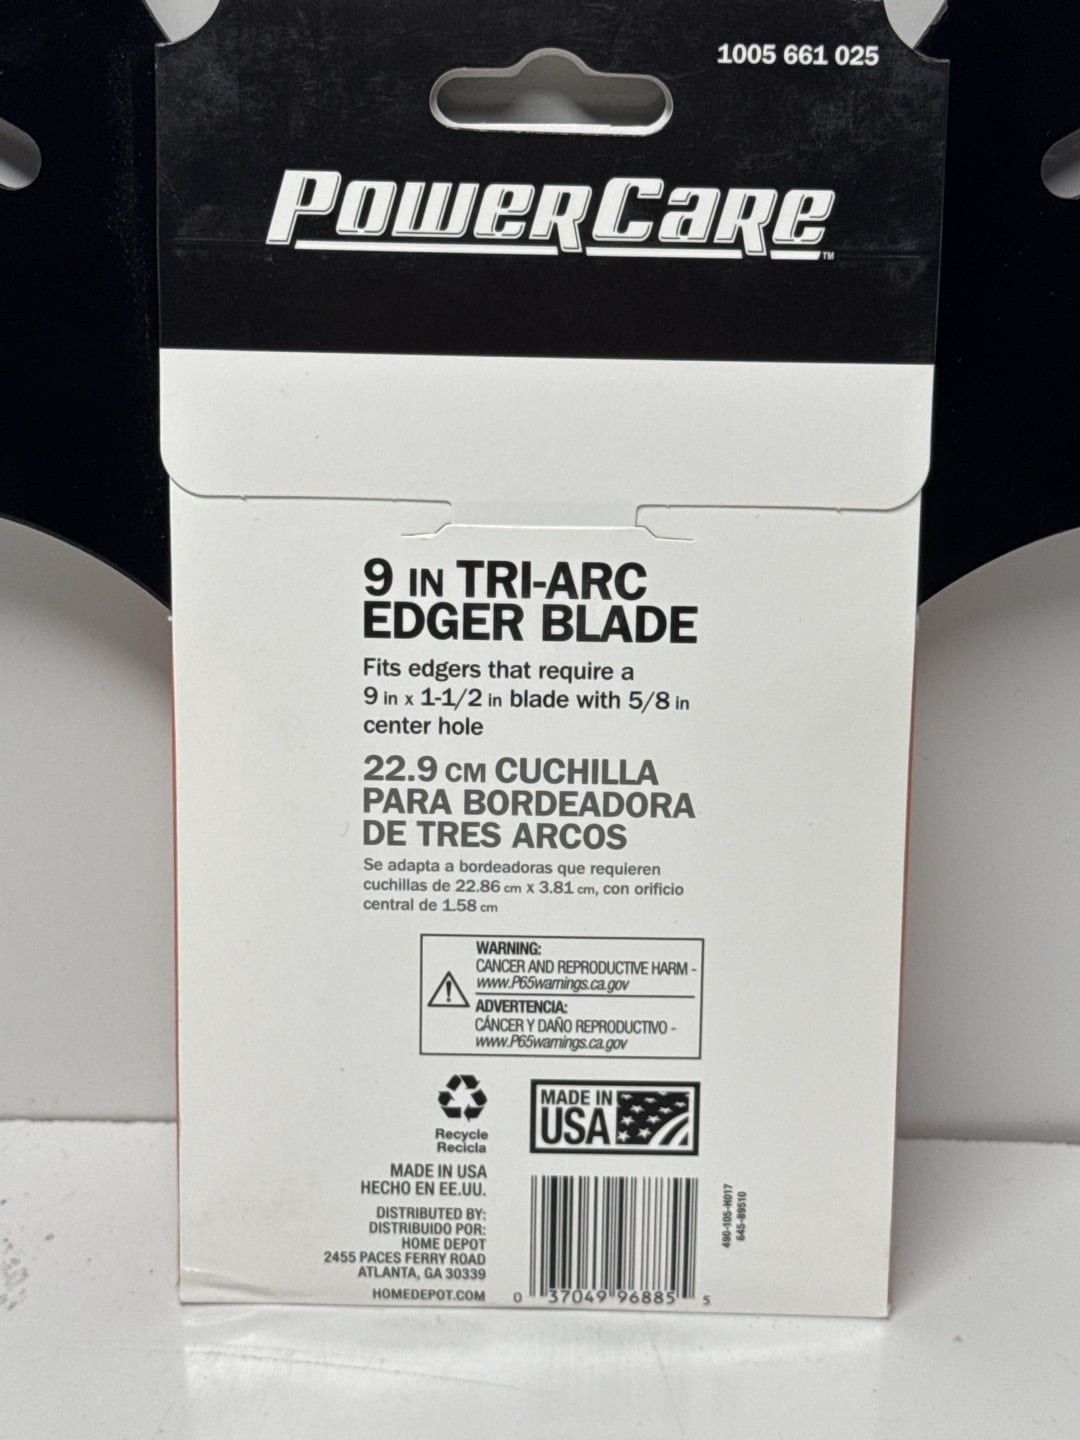 1005 661 025
PowerCare™
9 IN TRI-ARC
EDGER BLADE
Fits edgers that require a
9 in x 1-1/2 in blade with 5/8 in
center hole
22.9 CM CUCHILLA
PARA BORDEADORA
DE TRES ARCOS
Se adapta a bordeadoras que requieren
cuchillas de 22.86 cm x 3.81 cm, con orificio
central de 1.58 cm
WARNING:
CANCER AND REPRODUCTIVE HARM -
www.P65warnings.ca.gov
ADVERTENCIA:
CÁNCER Y DAÑO REPRODUCTIVO -
www.P65warnings.ca.gov
Recycle
Recicla
MADE IN
USA
MADE IN USA
HECHO EN EE.UU.
DISTRIBUTED BY:
DISTRIBUIDO POR:
HOME DEPOT
2455 PACES FERRY ROAD
ATLANTA, GA 30339
HOMEDEPOT.COM
0 37049 96885 5
490-105-H017
645-89510